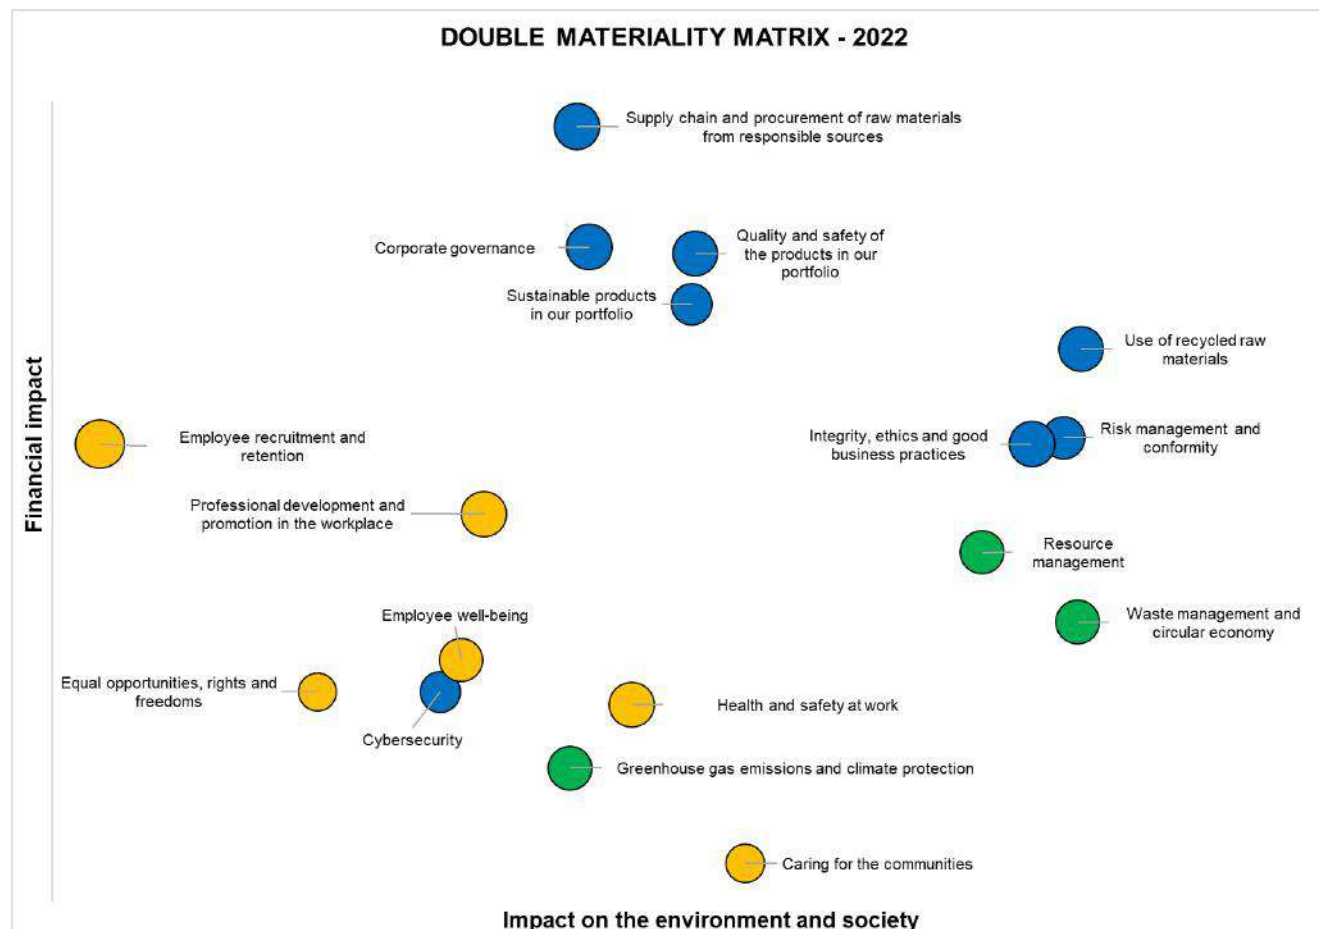 DOUBLE MATERIALITY MATRIX - 2022
Supply chain and procurement of raw materials
from responsible sources
Corporate governance
Quality and safety of
the products in our
portfolio
Sustainable products
in our portfolio
Use of recycled raw
materials
Financial impact
Employee recruitment and
retention
Integrity, ethics and good
business practices
Risk management and
conformity
Professional development and
promotion in the workplace
Resource
management
Employee well-being
Waste management and
circular economy
Equal opportunities, rights and
freedoms
Cybersecurity
Health and safety at work
Greenhouse gas emissions and climate protection
Caring for the communities
Impact on the environment and society